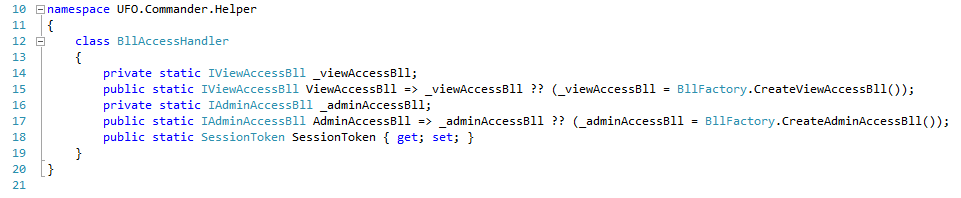 10 namespace UFO.Commander.Helper
11 {
12     class BllAccessHandler
13     {
14         private static IViewAccessBll _viewAccessBll;
15         public static IViewAccessBll ViewAccessBll => _viewAccessBll ?? (_viewAccessBll = BllFactory.CreateViewAccessBll());
16         private static IAdminAccessBll _adminAccessBll;
17         public static IAdminAccessBll AdminAccessBll => _adminAccessBll ?? (_adminAccessBll = BllFactory.CreateAdminAccessBll());
18         public static SessionToken SessionToken { get; set; }
19     }
20 }
21